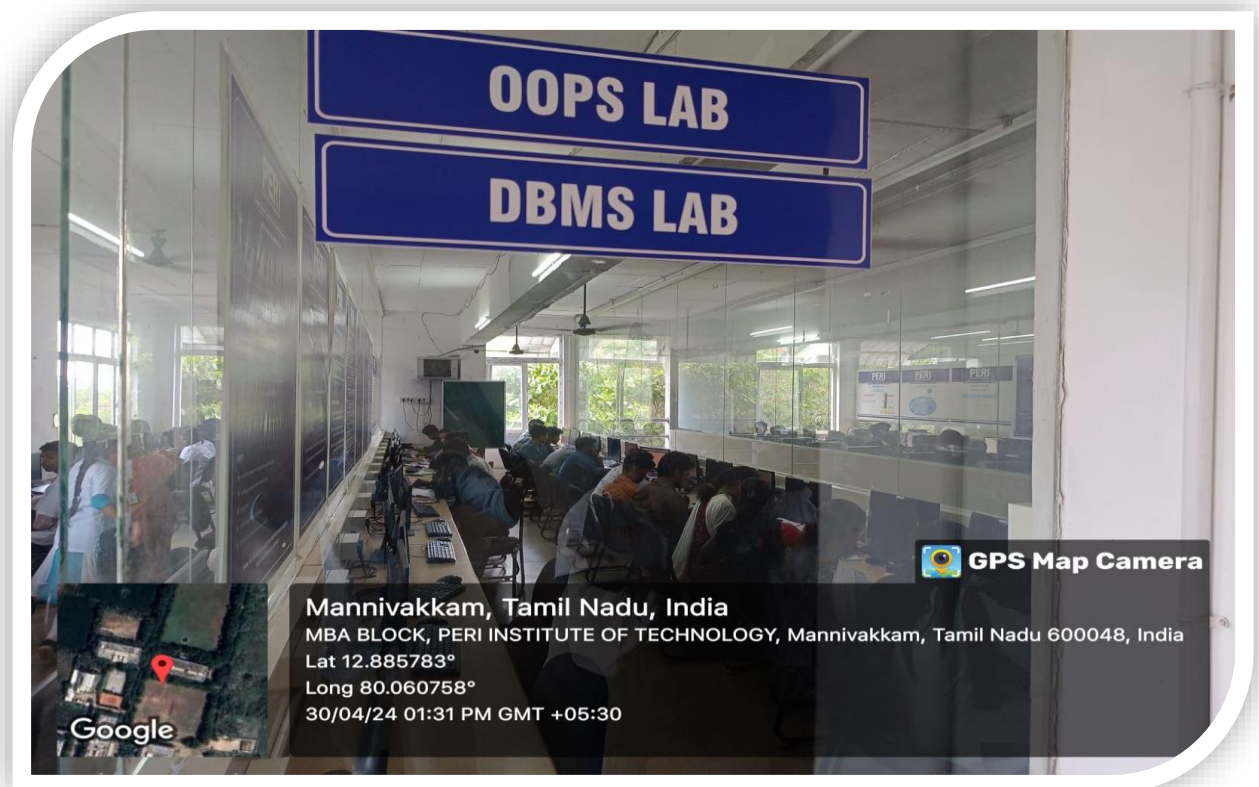 OOPS LAB
DBMS LAB
PERI
PERI PERI PERI
GPS Map Camera
Mannivakkam, Tamil Nadu, India
MBA BLOCK, PERI INSTITUTE OF TECHNOLOGY, Mannivakkam, Tamil Nadu 600048, India
Lat 12.885783°
Long 80.060758°
30/04/24 01:31 PM GMT +05:30
Google